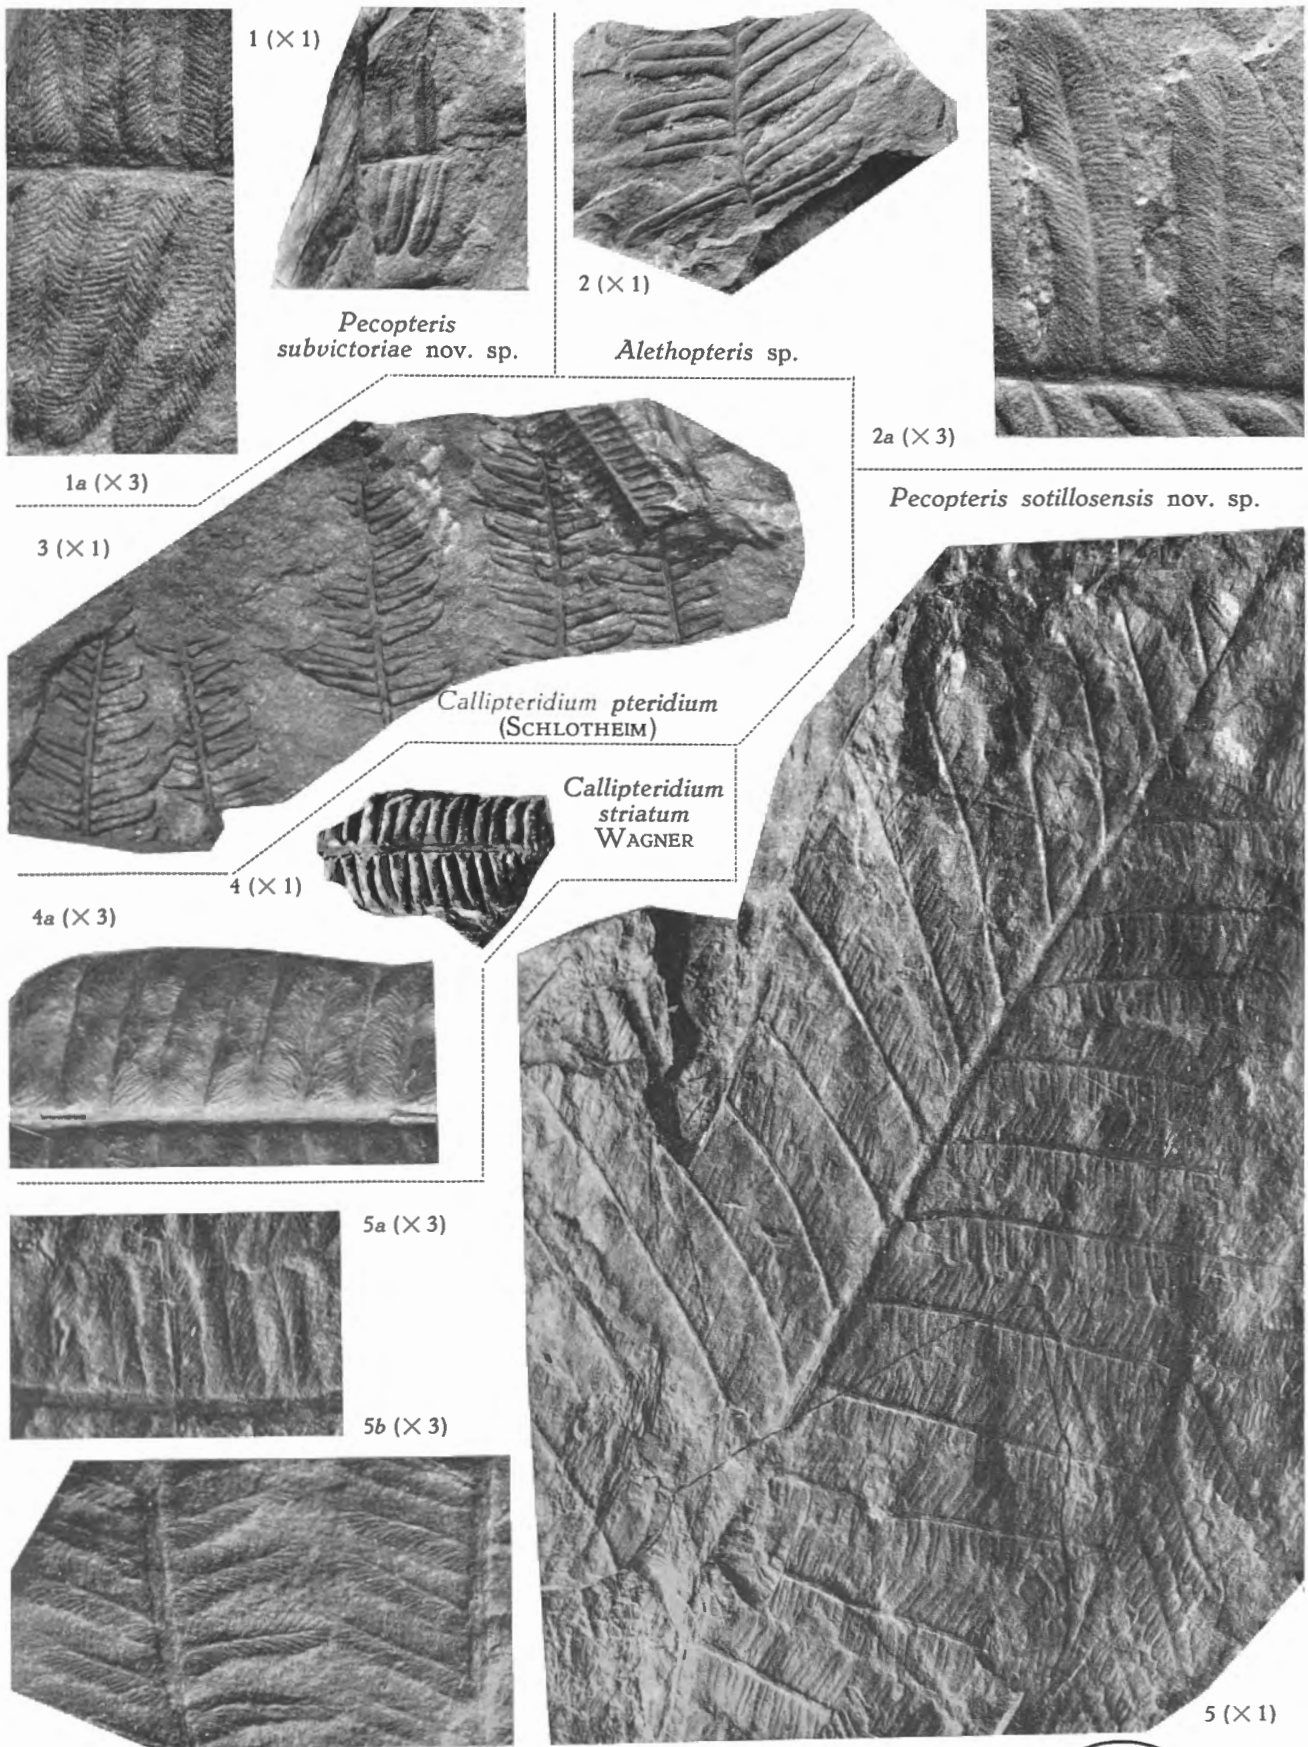 1 (× 1)
Pecopteris
subvictoriae nov. sp.
1a (× 3)
2 (× 1)
Alethopteris sp.
2a (× 3)
3 (× 1)
Callipteridium pteridium
(SCHLOTHEIM)
Pecopteris sotillosensis nov. sp.
Callipteridium
striatum
WAGNER
4 (× 1)
4a (× 3)
5a (× 3)
5b (× 3)
5 (× 1)